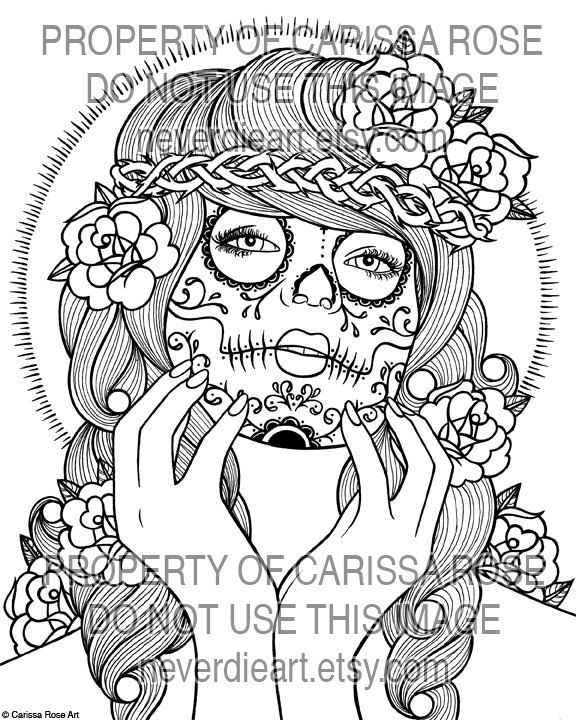 PROPERTY OF CARISSA ROSE
DO NOT USE THIS IMAGE
neverdieart.etsy.com
PROPERTY OF CARISSA ROSE
DO NOT USE THIS IMAGE
neverdieart.etsy.com
© Carissa Rose Art